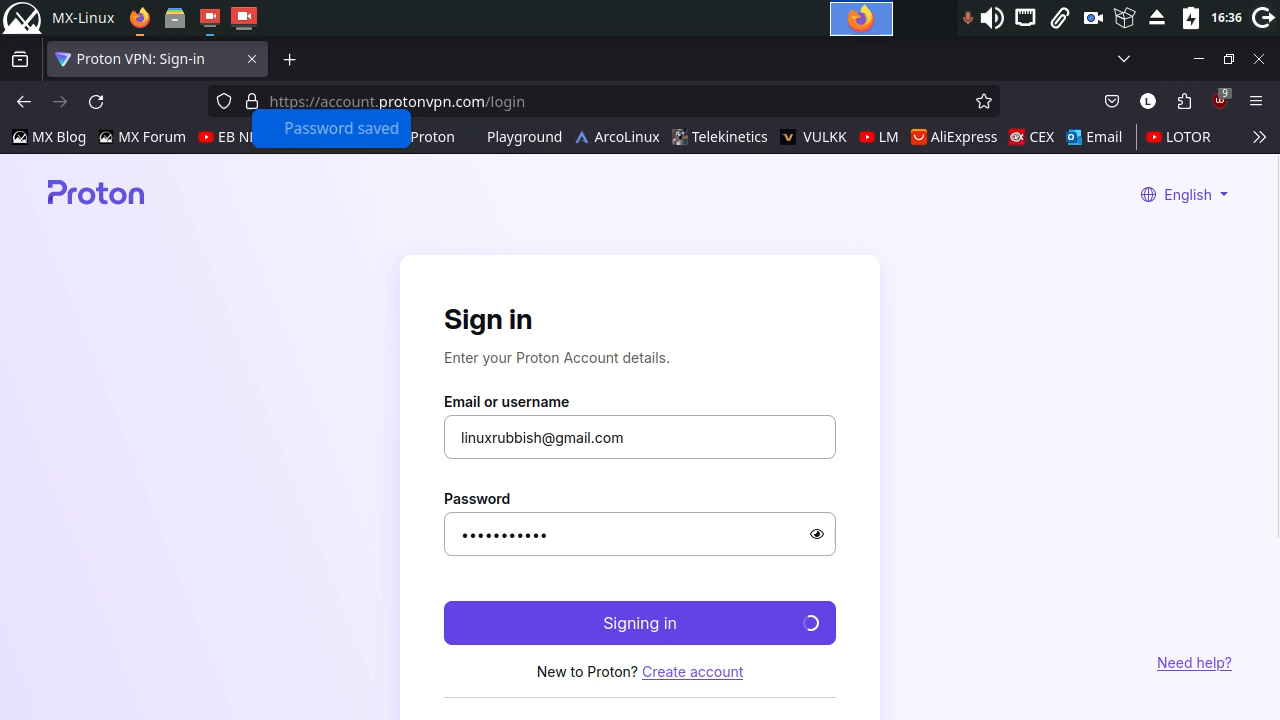 MX-Linux
16:36
Proton VPN: Sign-in
https://account.protonvpn.com/login
9
L
Password saved
MX Blog MX Forum Proton Playground ArcoLinux Telekinetics VULKK LM AliExpress CEX Email LOTOR
EB
Proton
English
Sign in
Enter your Proton Account details.
Email or username
linuxrubbish@gmail.com
Password
Signing in
New to Proton? Create account
Need help?